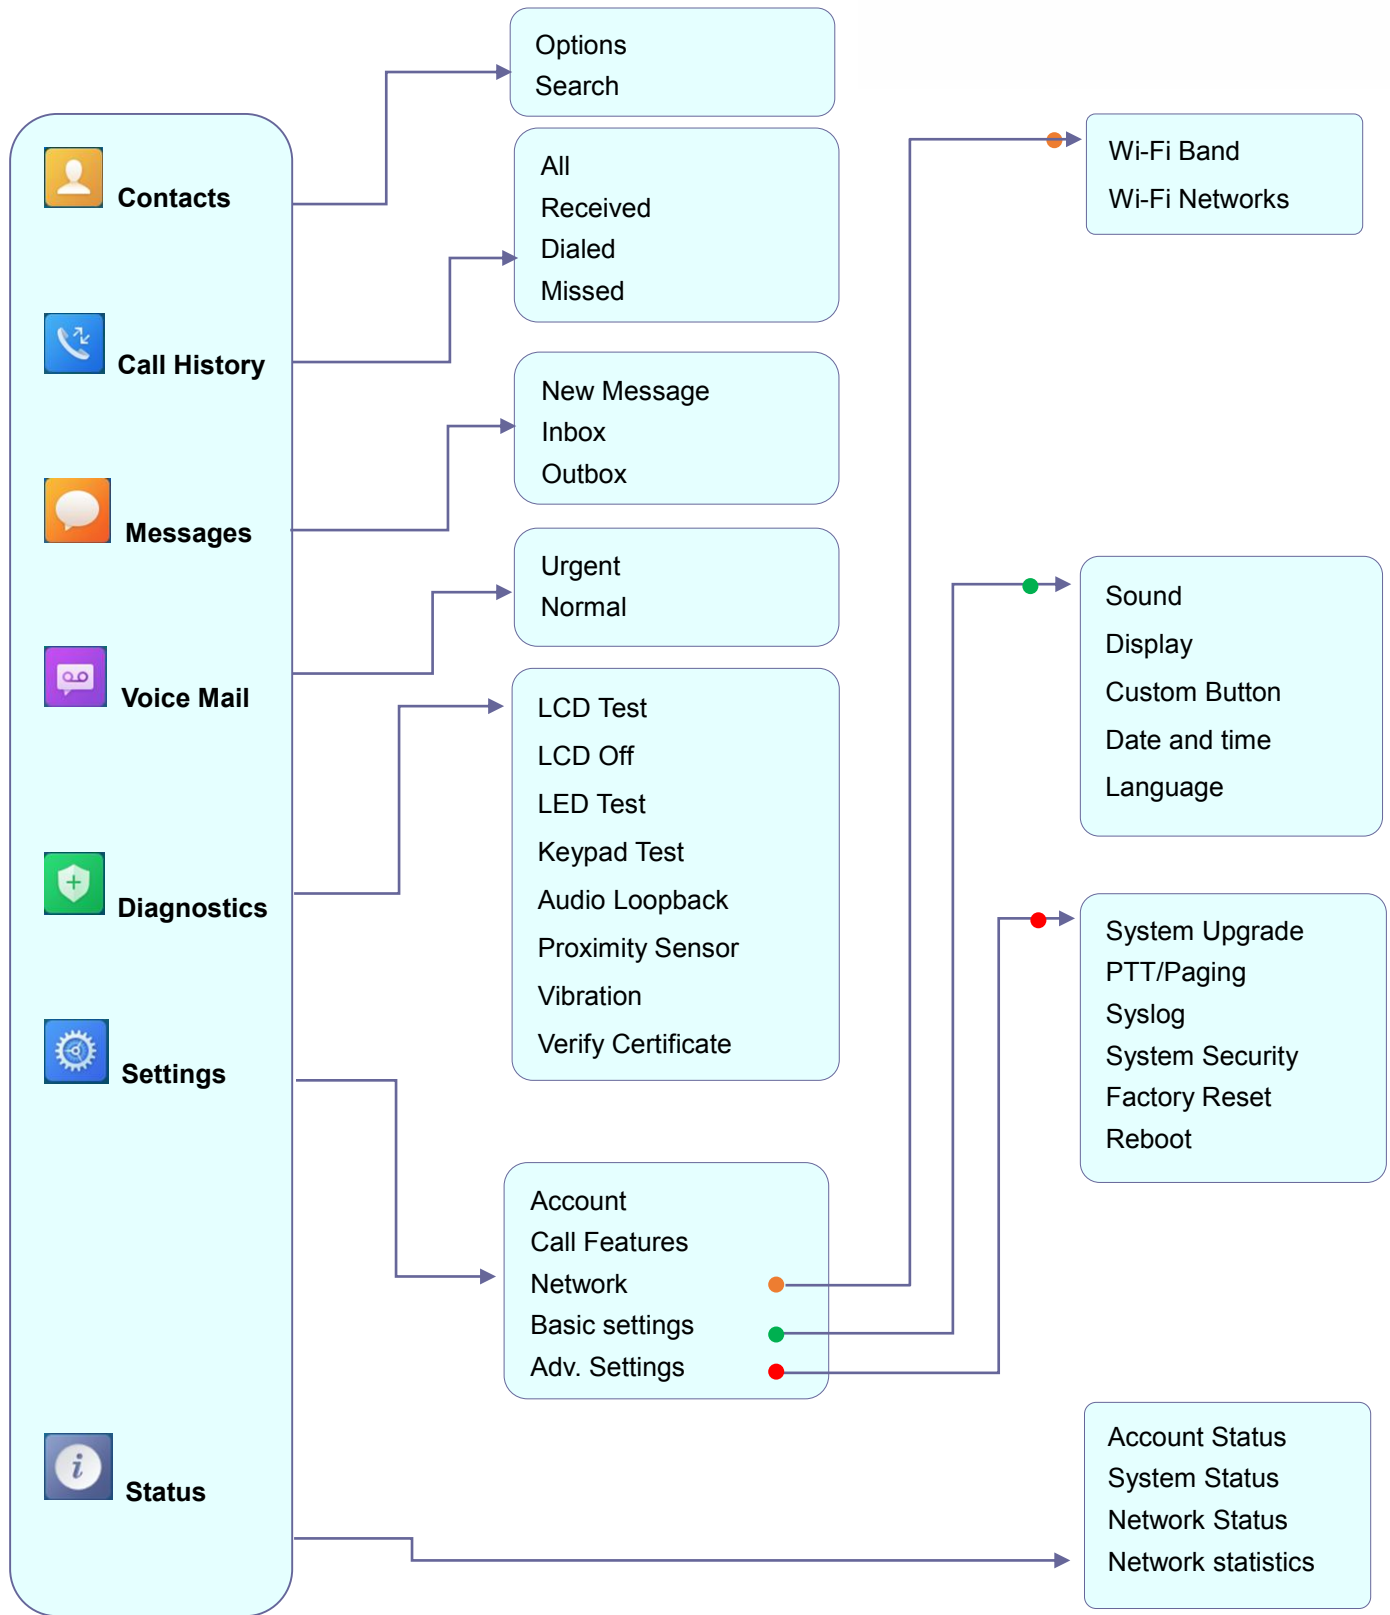 Contacts
Call History
Messages
Voice Mail
Diagnostics
Settings
Status
Options
Search
All
Received
Dialed
Missed
New Message
Inbox
Outbox
Urgent
Normal
LCD Test
LCD Off
LED Test
Keypad Test
Audio Loopback
Proximity Sensor
Vibration
Verify Certificate
Account
Call Features
Network
Basic settings
Adv. Settings
Wi-Fi Band
Wi-Fi Networks
Sound
Display
Custom Button
Date and time
Language
System Upgrade
PTT/Paging
Syslog
System Security
Factory Reset
Reboot
Account Status
System Status
Network Status
Network statistics